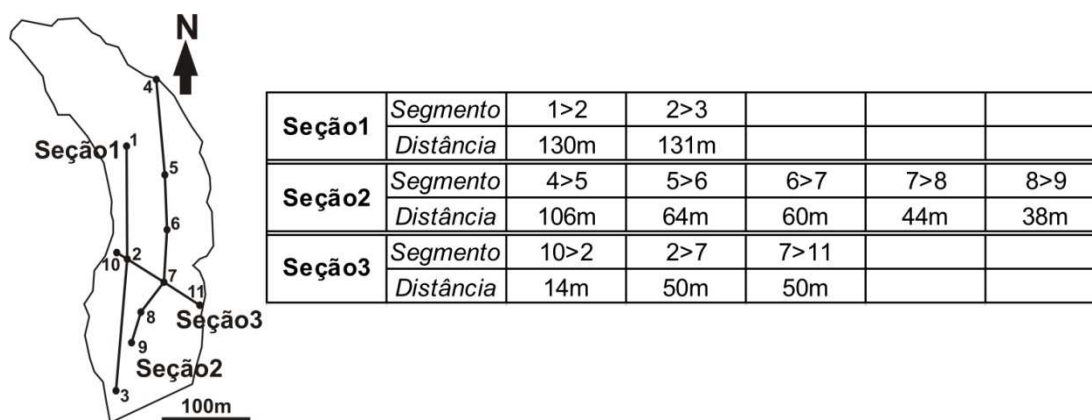 N
4
1
Seção1
5
6
2
10
7
11
8
Seção3
9
Seção2
3
100m
Seção1 Segmento 1>2 2>3
Distância 130m 131m
Seção2 Segmento 4>5 5>6 6>7 7>8 8>9
Distância 106m 64m 60m 44m 38m
Seção3 Segmento 10>2 2>7 7>11
Distância 14m 50m 50m